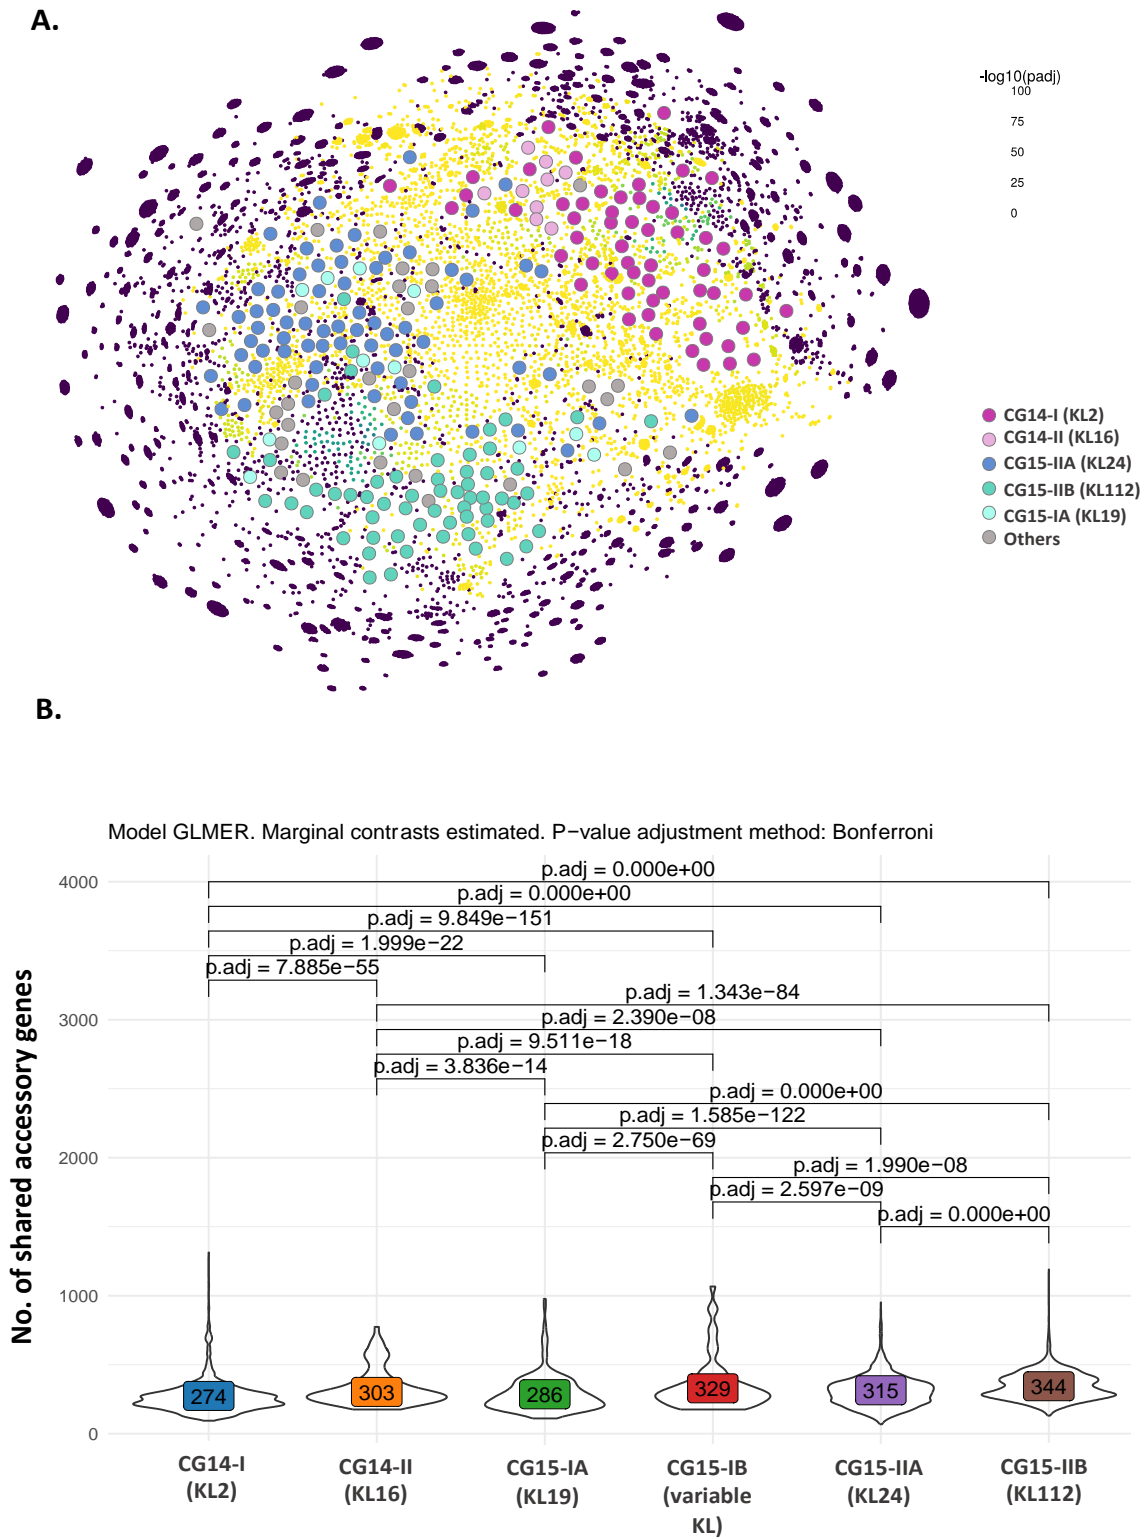 A.
-log10(padj)
100
75
50
25
0
CG14-I (KL2)
CG14-II (KL16)
CG15-IIA (KL24)
CG15-IIB (KL112)
CG15-IA (KL19)
Others
B.
Model GLMER. Marginal contrasts estimated. P−value adjustment method: Bonferroni
No. of shared accessory genes
4000
3000
2000
1000
0
p.adj = 0.000e+00
p.adj = 0.000e+00
p.adj = 9.849e−151
p.adj = 1.999e−22
p.adj = 7.885e−55
p.adj = 1.343e−84
p.adj = 2.390e−08
p.adj = 9.511e−18
p.adj = 3.836e−14
p.adj = 0.000e+00
p.adj = 1.585e−122
p.adj = 2.750e−69
p.adj = 1.990e−08
p.adj = 2.597e−09
p.adj = 0.000e+00
274
303
286
329
315
344
CG14-I
(KL2)
CG14-II
(KL16)
CG15-IA
(KL19)
CG15-IB
(variable
KL)
CG15-IIA
(KL24)
CG15-IIB
(KL112)